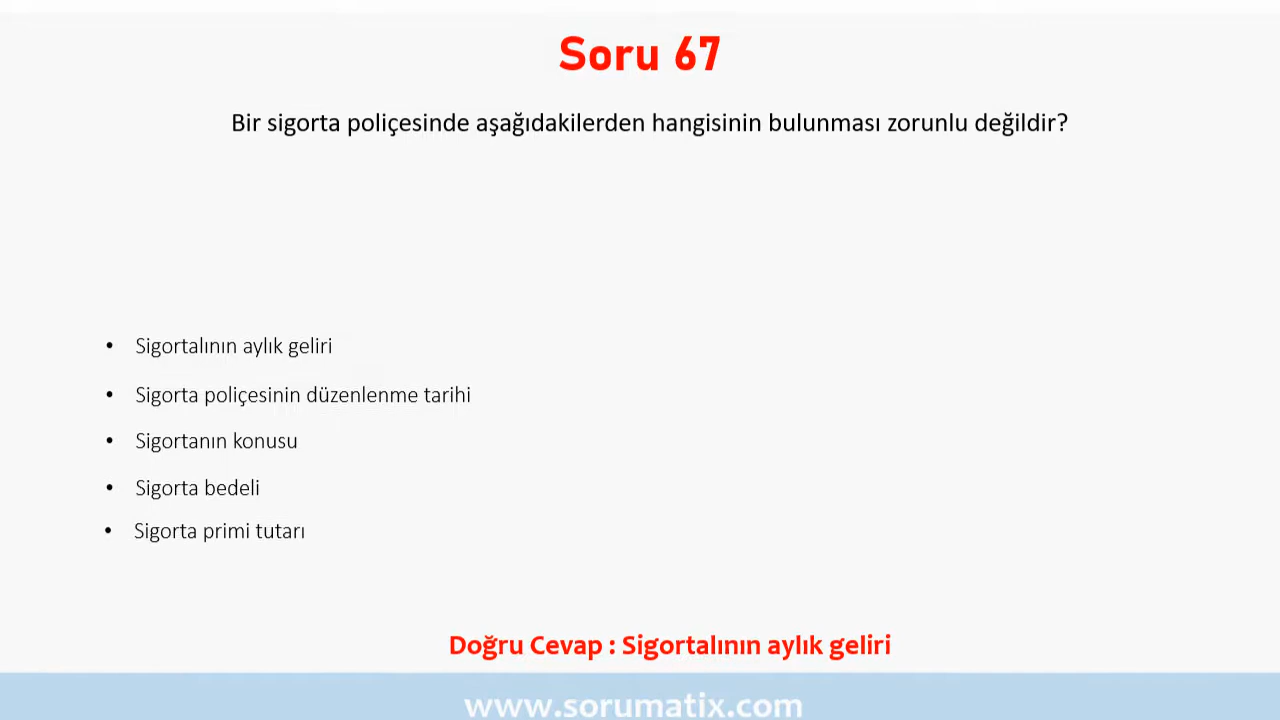 Soru 67
Bir sigorta poliçesinde aşağıdakilerden hangisinin bulunması zorunlu değildir?
• Sigortalının aylık geliri
• Sigorta poliçesinin düzenlenme tarihi
• Sigortanın konusu
• Sigorta bedeli
• Sigorta primi tutarı
Doğru Cevap : Sigortalının aylık geliri
www.sorumatix.com